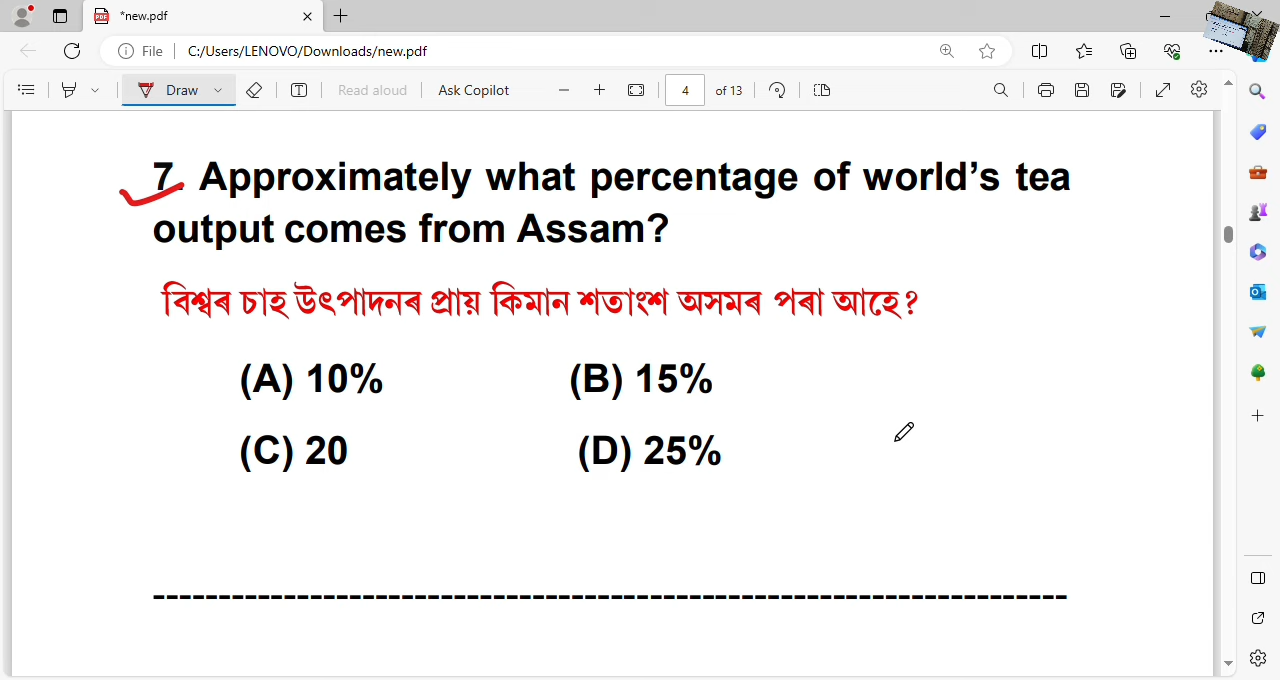 *new.pdf
File
C:/Users/LENOVO/Downloads/new.pdf
Draw
Read aloud
Ask Copilot
4
of 13
7. Approximately what percentage of world's tea
output comes from Assam?
বিশ্বৰ চাহ উৎপাদনৰ প্ৰায় কিমান শতাংশ অসমৰ পৰা আহে?
(A) 10%
(B) 15%
(C) 20
(D) 25%